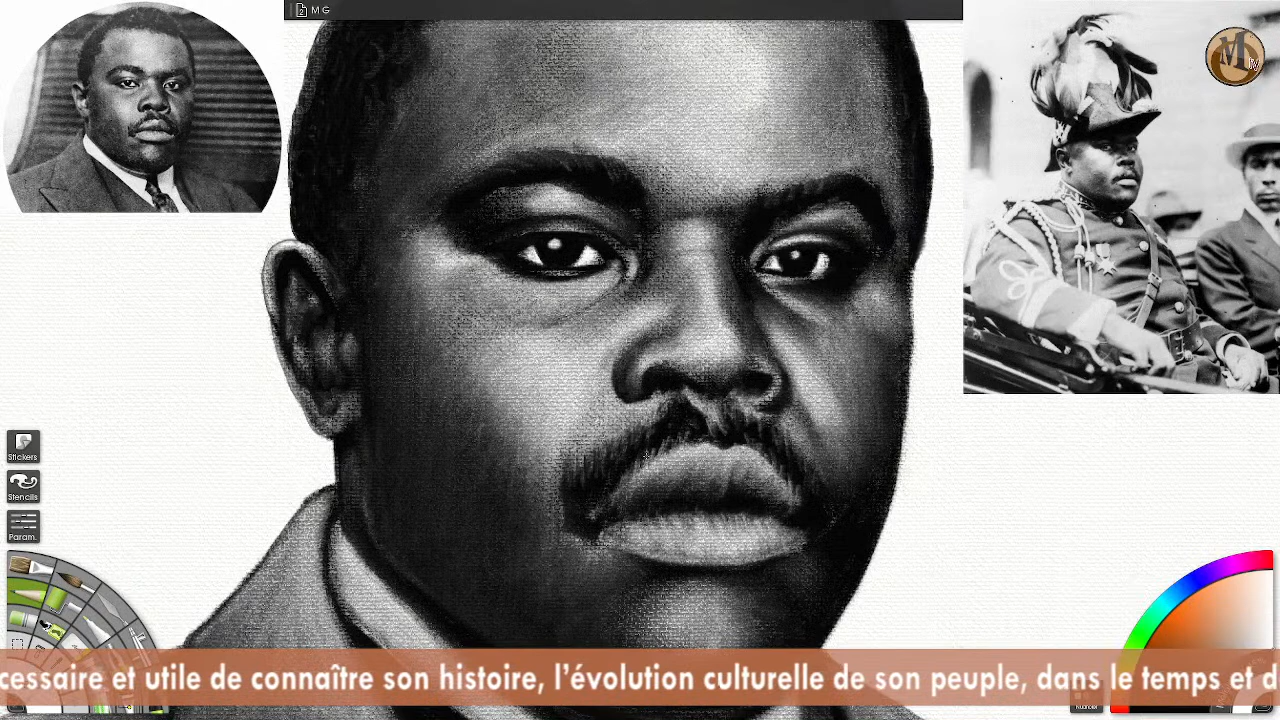 M G
M
TV
Stickers
Stencils
Param.
cessaire et utile de connaître son histoire, l'évolution culturelle de son peuple, dans le temps et d